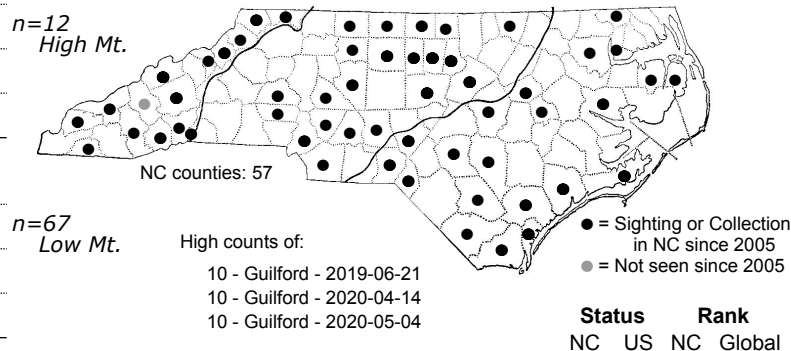 n=12
High Mt.
NC counties: 57
n=67
Low Mt.
High counts of:
10 - Guilford - 2019-06-21
10 - Guilford - 2020-04-14
10 - Guilford - 2020-05-04
= Sighting or Collection
in NC since 2005
= Not seen since 2005
Status Rank
NC US NC Global